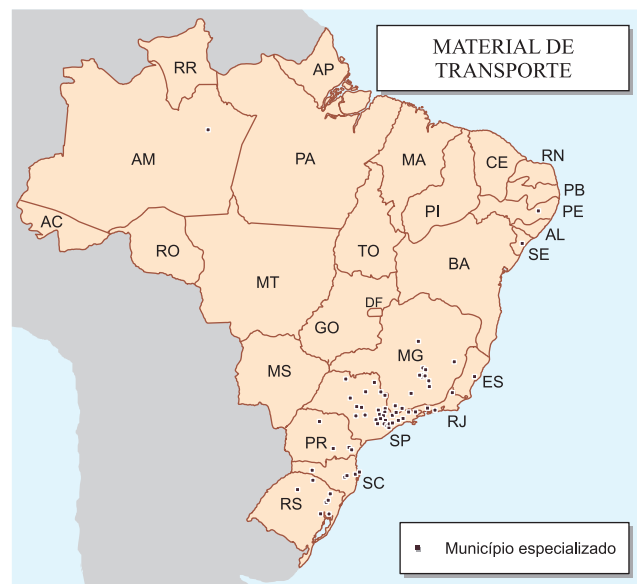 MATERIAL DE
TRANSPORTE
RR
AP
AM
PA
MA
CE
RN
PB
PE
PI
AL
SE
AC
RO
TO
BA
MT
DF
GO
MG
MS
ES
RJ
SP
PR
SC
RS
Município especializado